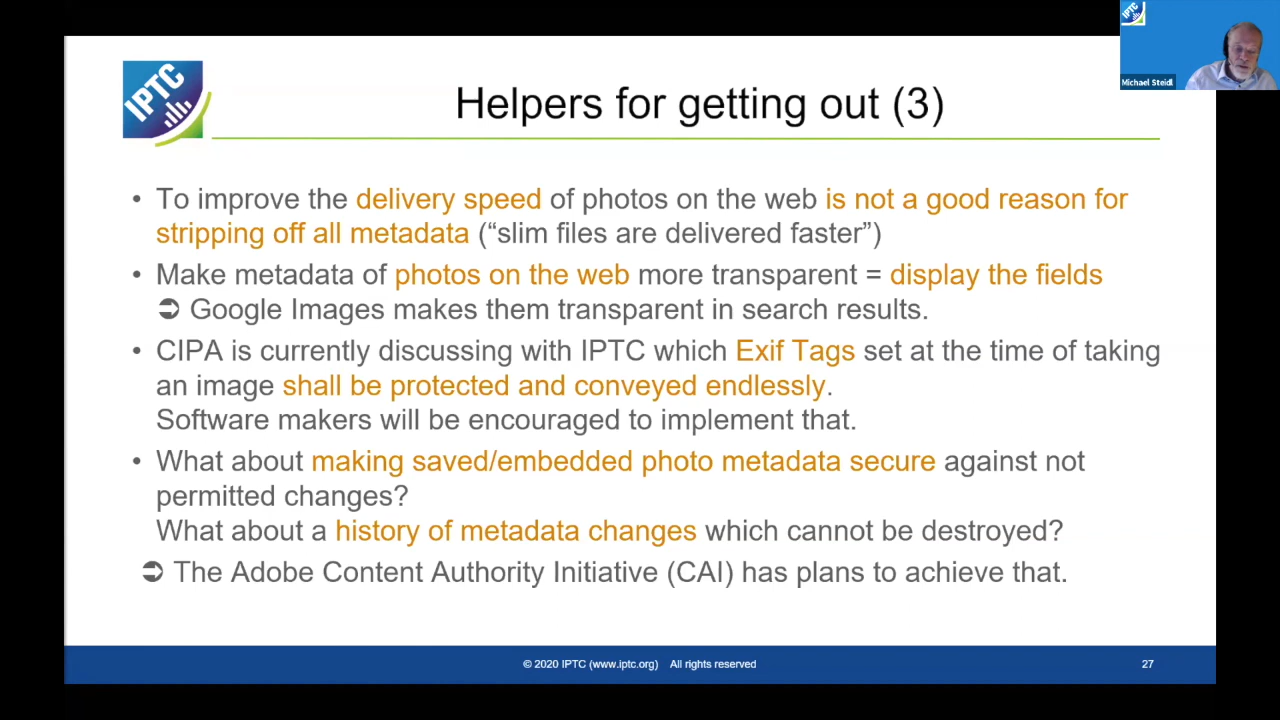 IPTC
Michael Steidl
IPTC
Helpers for getting out (3)
• To improve the delivery speed of photos on the web is not a good reason for
stripping off all metadata (“slim files are delivered faster”)
• Make metadata of photos on the web more transparent = display the fields
➲ Google Images makes them transparent in search results.
• CIPA is currently discussing with IPTC which Exif Tags set at the time of taking
an image shall be protected and conveyed endlessly.
Software makers will be encouraged to implement that.
• What about making saved/embedded photo metadata secure against not
permitted changes?
What about a history of metadata changes which cannot be destroyed?
➲ The Adobe Content Authority Initiative (CAI) has plans to achieve that.
© 2020 IPTC (www.iptc.org) All rights reserved
27